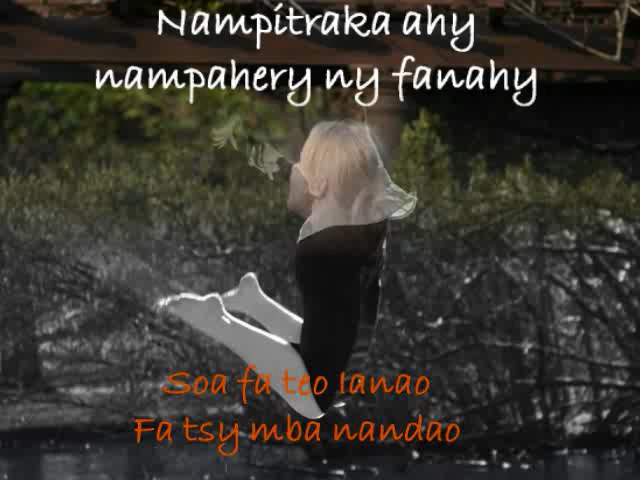 Nampitraka ahy
nampahery ny fanahy
Soa fa teo Ianao
Fa tsy mba nandao